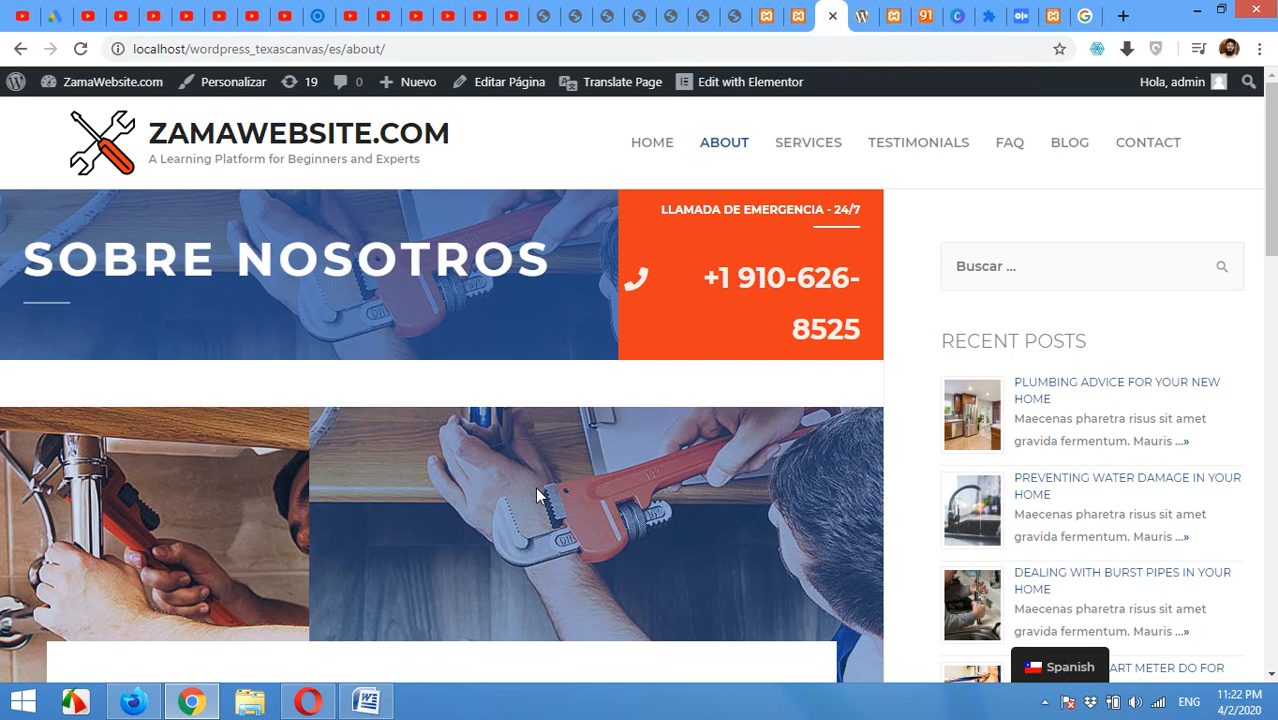 localhost/wordpress_texascanvas/es/about/
ZamaWebsite.com Personalizar 19 0 Nuevo Editar Página Translate Page Edit with Elementor Hola, admin
ZAMAWEBSITE.COM
A Learning Platform for Beginners and Experts
HOME ABOUT SERVICES TESTIMONIALS FAQ BLOG CONTACT
SOBRE NOSOTROS
LLAMADA DE EMERGENCIA - 24/7
+1 910-626-
8525
Buscar ...
RECENT POSTS
PLUMBING ADVICE FOR YOUR NEW
HOME
Maecenas pharetra risus sit amet
gravida fermentum. Mauris ...»
PREVENTING WATER DAMAGE IN YOUR
HOME
Maecenas pharetra risus sit amet
gravida fermentum. Mauris ...»
DEALING WITH BURST PIPES IN YOUR
HOME
Maecenas pharetra risus sit amet
gravida fermentum. Mauris ...»
ART METER DO FOR
Spanish
ENG
11:22 PM
4/2/2020